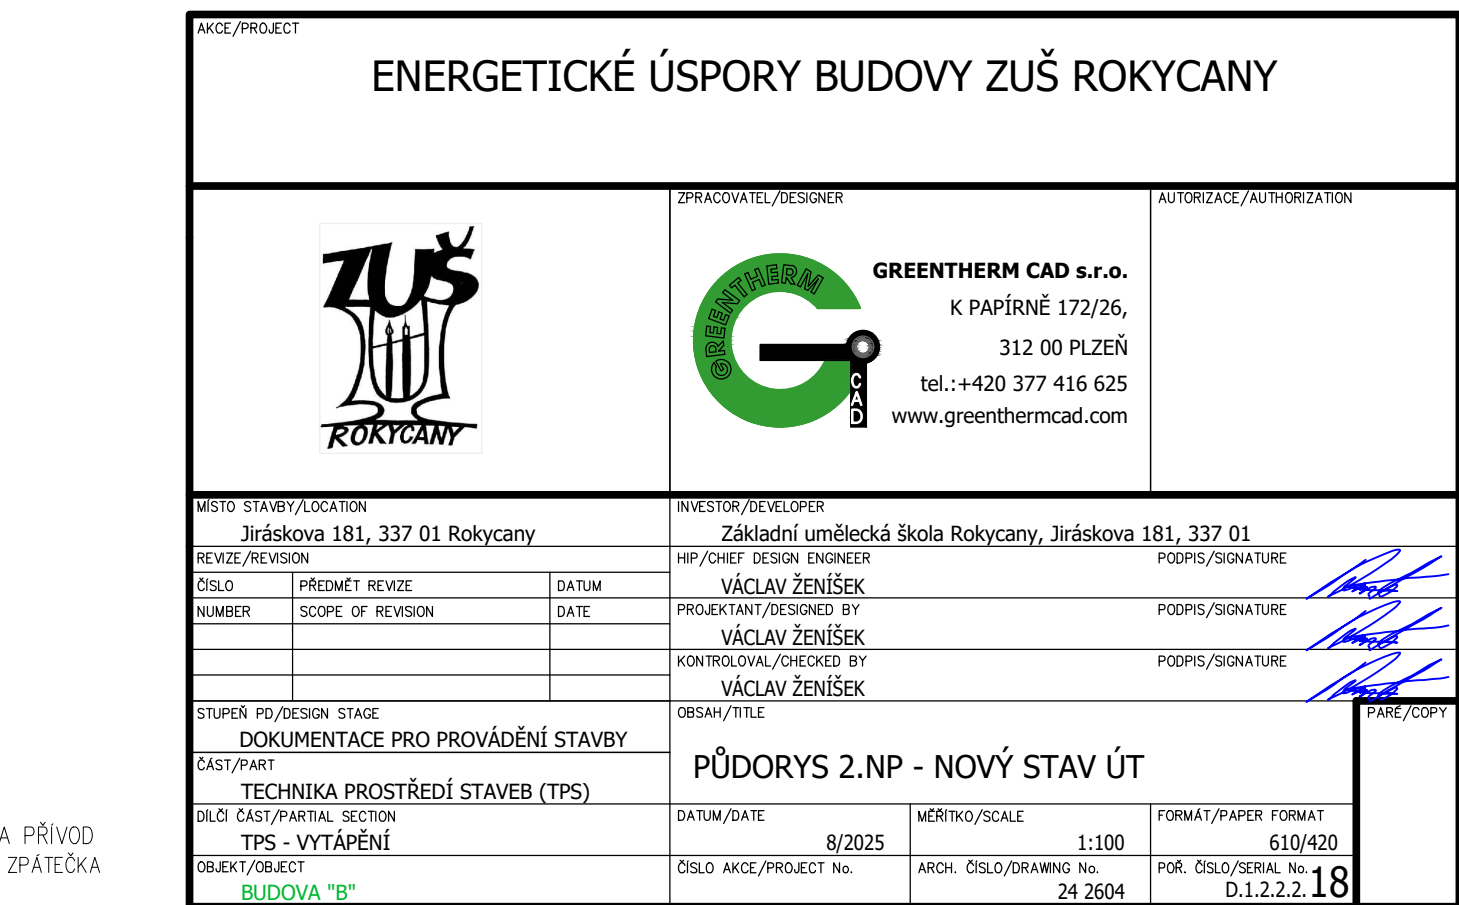 AKCE/PROJECT
ENERGETICKÉ ÚSPORY BUDOVY ZUŠ ROKYCANY
ZUŠ
ROKYCANY
ZPRACOVATEL/DESIGNER
GREENTHERM
CAD
GREENTHERM CAD s.r.o.
K PAPÍRNĚ 172/26,
312 00 PLZEŇ
tel.:+420 377 416 625
www.greenthermcad.com
AUTORIZACE/AUTHORIZATION
MÍSTO STAVBY/LOCATION
Jiráskova 181, 337 01 Rokycany
INVESTOR/DEVELOPER
Základní umělecká škola Rokycany, Jiráskova 181, 337 01
REVIZE/REVISION
ČÍSLO PŘEDMĚT REVIZE DATUM
NUMBER SCOPE OF REVISION DATE
HIP/CHIEF DESIGN ENGINEER PODPIS/SIGNATURE
VÁCLAV ŽENÍŠEK
PROJEKTANT/DESIGNED BY PODPIS/SIGNATURE
VÁCLAV ŽENÍŠEK
KONTROLOVAL/CHECKED BY PODPIS/SIGNATURE
VÁCLAV ŽENÍŠEK
STUPEŇ PD/DESIGN STAGE
DOKUMENTACE PRO PROVÁDĚNÍ STAVBY
ČÁST/PART
TECHNIKA PROSTŘEDÍ STAVEB (TPS)
DÍLČÍ ČÁST/PARTIAL SECTION
TPS - VYTÁPĚNÍ
OBJEKT/OBJECT
BUDOVA "B"
OBSAH/TITLE
PŮDORYS 2.NP - NOVÝ STAV ÚT
PARÉ/COPY
DATUM/DATE
8/2025
MĚŘÍTKO/SCALE
1:100
FORMÁT/PAPER FORMAT
610/420
ČÍSLO AKCE/PROJECT No.
ARCH. ČÍSLO/DRAWING No.
24 2604
POŘ. ČÍSLO/SERIAL No.
D.1.2.2.2. 18
A PŘÍVOD
ZPÁTEČKA